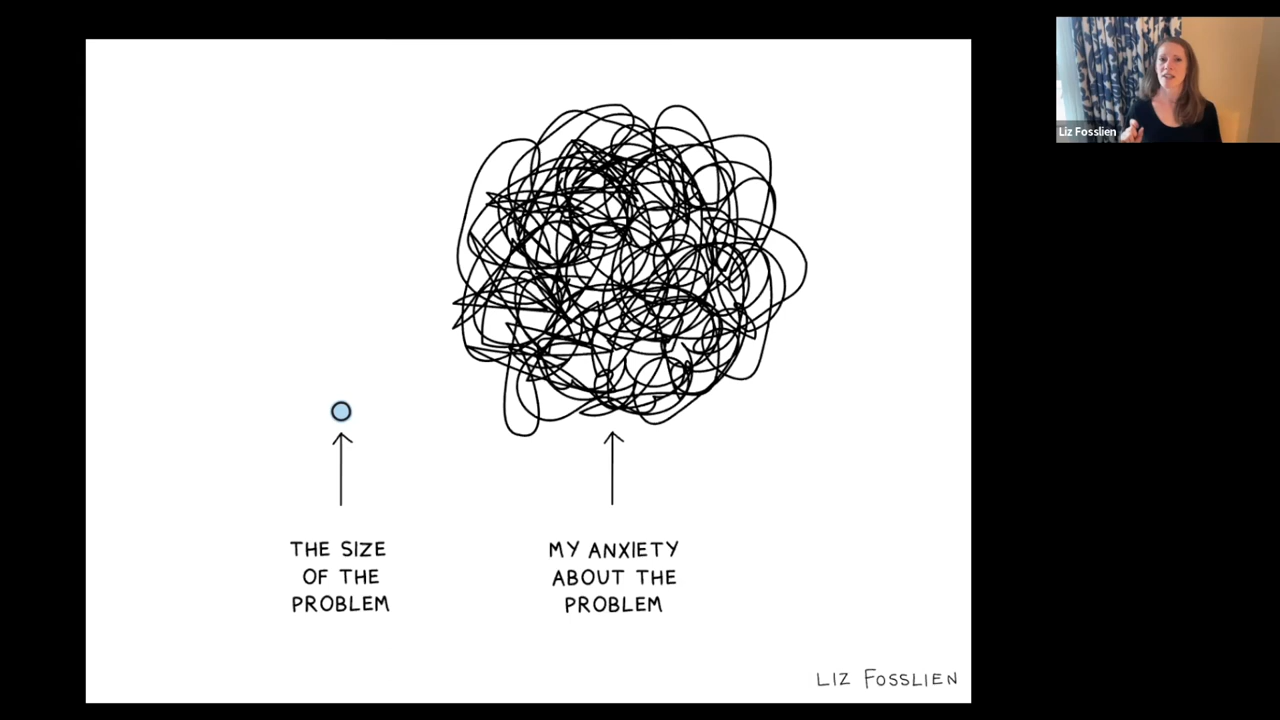 Liz Fosslien
THE SIZE
OF THE
PROBLEM
MY ANXIETY
ABOUT THE
PROBLEM
LIZ FOSSLIEN